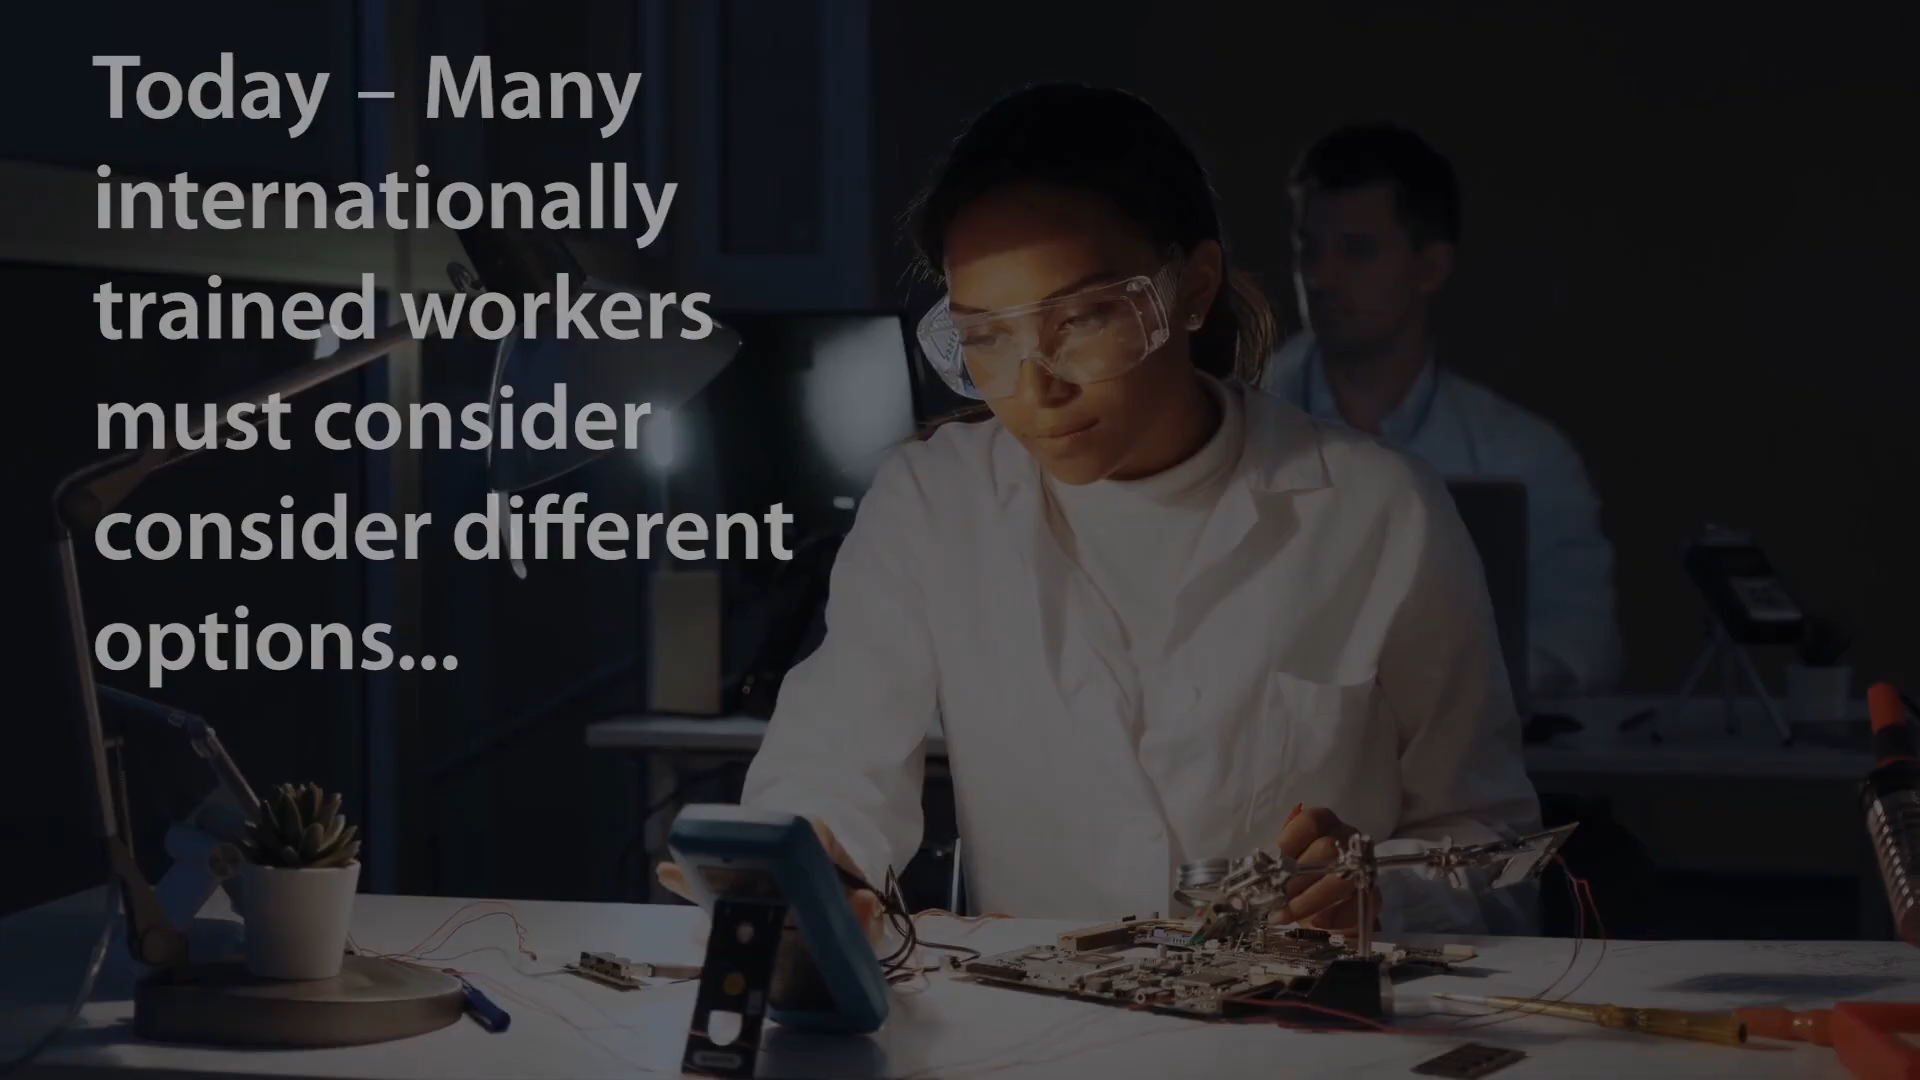 Today – Many
internationally
trained workers
must consider
consider different
options...